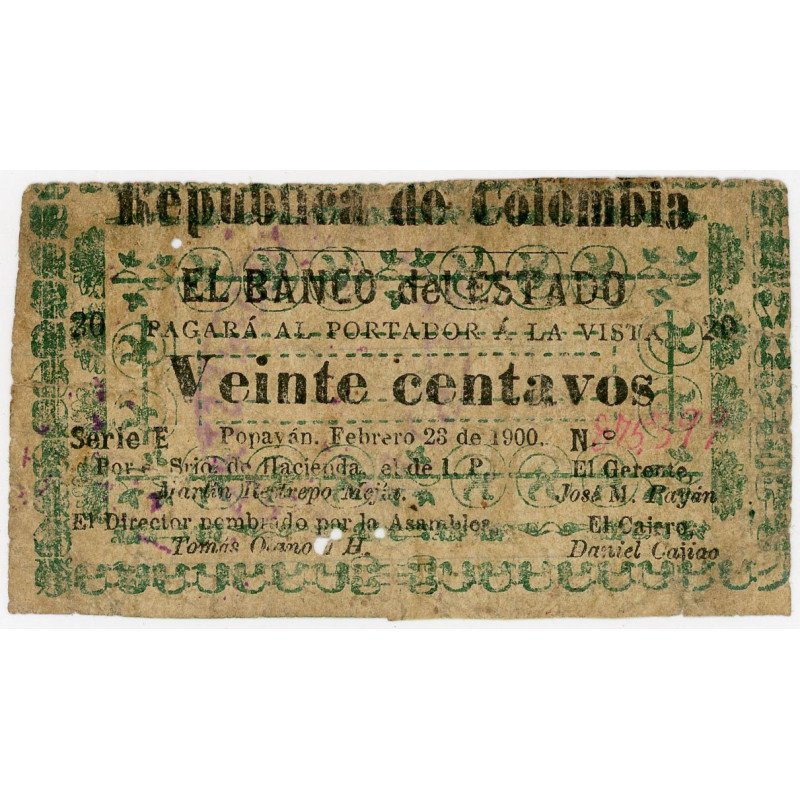 República de Colombia
EL BANCO del ESTADO
20 PAGARÁ AL PORTADOR Á LA VISTA 20
Veinte centavos
Serie E Popayán, Febrero 23 de 1900. N.º
Por el Srio. de Hacienda, el de I. P. El Gerente,
Martín Restrepo Mejía. José M. Payán
El Director nombrado por la Asamblea El Cajero,
Tomás Olano H. Daniel Cajiao